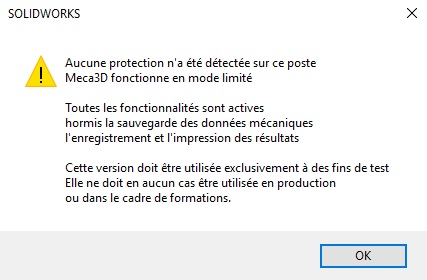 SOLIDWORKS
Aucune protection n'a été détectée sur ce poste
Meca3D fonctionne en mode limité
Toutes les fonctionnalités sont actives
hormis la sauvegarde des données mécaniques
l'enregistrement et l'impression des résultats
Cette version doit être utilisée exclusivement à des fins de test
Elle ne doit en aucun cas être utilisée en production
ou dans le cadre de formations.
OK